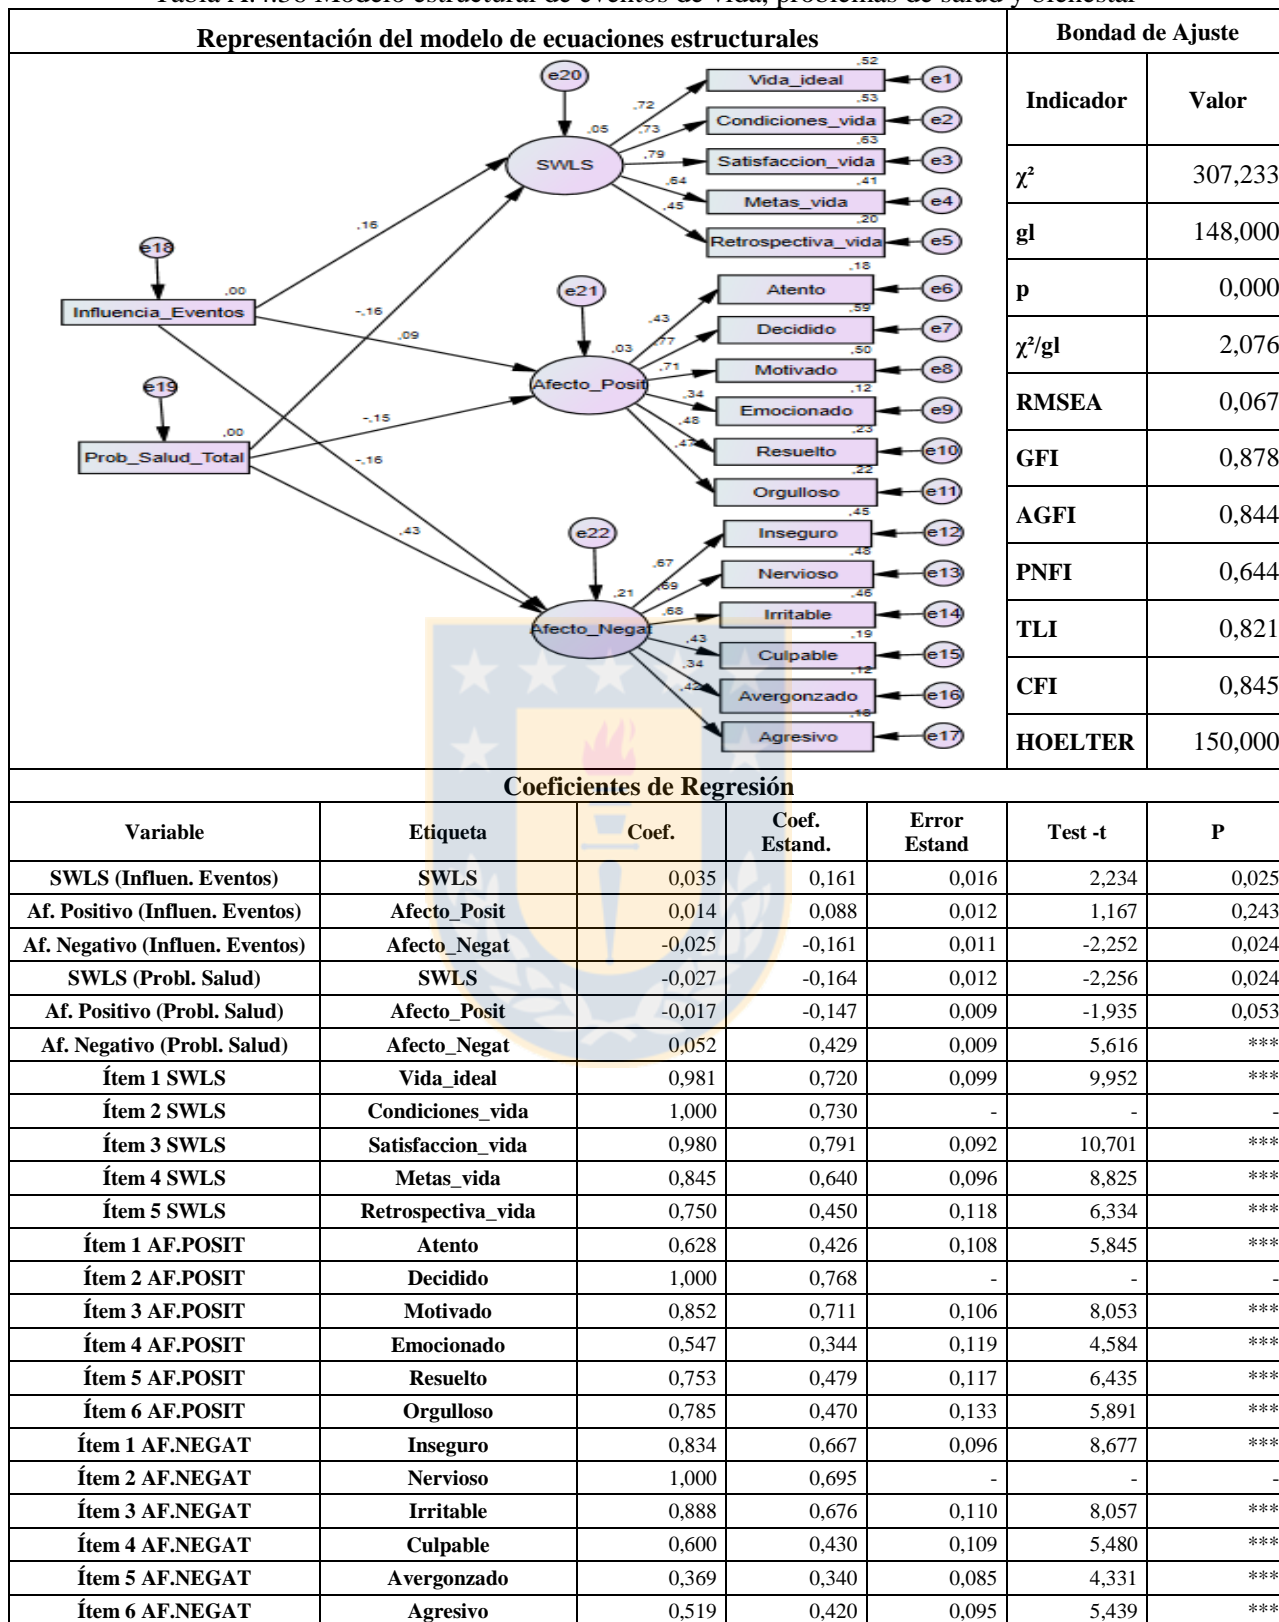 Tabla A.4.38 Modelo estructural de eventos de vida, problemas de salud y bienestar
Representación del modelo de ecuaciones estructurales
Bondad de Ajuste
Indicador Valor
χ² 307,233
gl 148,000
p 0,000
χ²/gl 2,076
RMSEA 0,067
GFI 0,878
AGFI 0,844
PNFI 0,644
TLI 0,821
CFI 0,845
HOELTER 150,000
e20
,05
SWLS
,72
,73
,79
,64
,45
,52
Vida_ideal
e1
,53
Condiciones_vida
e2
,63
Satisfaccion_vida
e3
,41
Metas_vida
e4
,20
Retrospectiva_vida
e5
e18
,00
Influencia_Eventos
,16
-,16
,09
e19
,00
Prob_Salud_Total
-,15
-,16
,43
e21
,03
Afecto_Posit
,43
,77
,71
,34
,48
,47
,18
Atento
e6
,59
Decidido
e7
,50
Motivado
e8
,12
Emocionado
e9
,23
Resuelto
e10
,22
Orgulloso
e11
e22
,21
Afecto_Negat
,67
,69
,68
,43
,34
,42
,45
Inseguro
e12
,48
Nervioso
e13
,46
Irritable
e14
,19
Culpable
e15
,12
Avergonzado
e16
,18
Agresivo
e17
Coeficientes de Regresión
Variable Etiqueta Coef. Coef. Estand. Error Estand Test -t P
SWLS (Influen. Eventos) SWLS 0,035 0,161 0,016 2,234 0,025
Af. Positivo (Influen. Eventos) Afecto_Posit 0,014 0,088 0,012 1,167 0,243
Af. Negativo (Influen. Eventos) Afecto_Negat -0,025 -0,161 0,011 -2,252 0,024
SWLS (Probl. Salud) SWLS -0,027 -0,164 0,012 -2,256 0,024
Af. Positivo (Probl. Salud) Afecto_Posit -0,017 -0,147 0,009 -1,935 0,053
Af. Negativo (Probl. Salud) Afecto_Negat 0,052 0,429 0,009 5,616 ***
Ítem 1 SWLS Vida_ideal 0,981 0,720 0,099 9,952 ***
Ítem 2 SWLS Condiciones_vida 1,000 0,730 - - -
Ítem 3 SWLS Satisfaccion_vida 0,980 0,791 0,092 10,701 ***
Ítem 4 SWLS Metas_vida 0,845 0,640 0,096 8,825 ***
Ítem 5 SWLS Retrospectiva_vida 0,750 0,450 0,118 6,334 ***
Ítem 1 AF.POSIT Atento 0,628 0,426 0,108 5,845 ***
Ítem 2 AF.POSIT Decidido 1,000 0,768 - - -
Ítem 3 AF.POSIT Motivado 0,852 0,711 0,106 8,053 ***
Ítem 4 AF.POSIT Emocionado 0,547 0,344 0,119 4,584 ***
Ítem 5 AF.POSIT Resuelto 0,753 0,479 0,117 6,435 ***
Ítem 6 AF.POSIT Orgulloso 0,785 0,470 0,133 5,891 ***
Ítem 1 AF.NEGAT Inseguro 0,834 0,667 0,096 8,677 ***
Ítem 2 AF.NEGAT Nervioso 1,000 0,695 - - -
Ítem 3 AF.NEGAT Irritable 0,888 0,676 0,110 8,057 ***
Ítem 4 AF.NEGAT Culpable 0,600 0,430 0,109 5,480 ***
Ítem 5 AF.NEGAT Avergonzado 0,369 0,340 0,085 4,331 ***
Ítem 6 AF.NEGAT Agresivo 0,519 0,420 0,095 5,439 ***